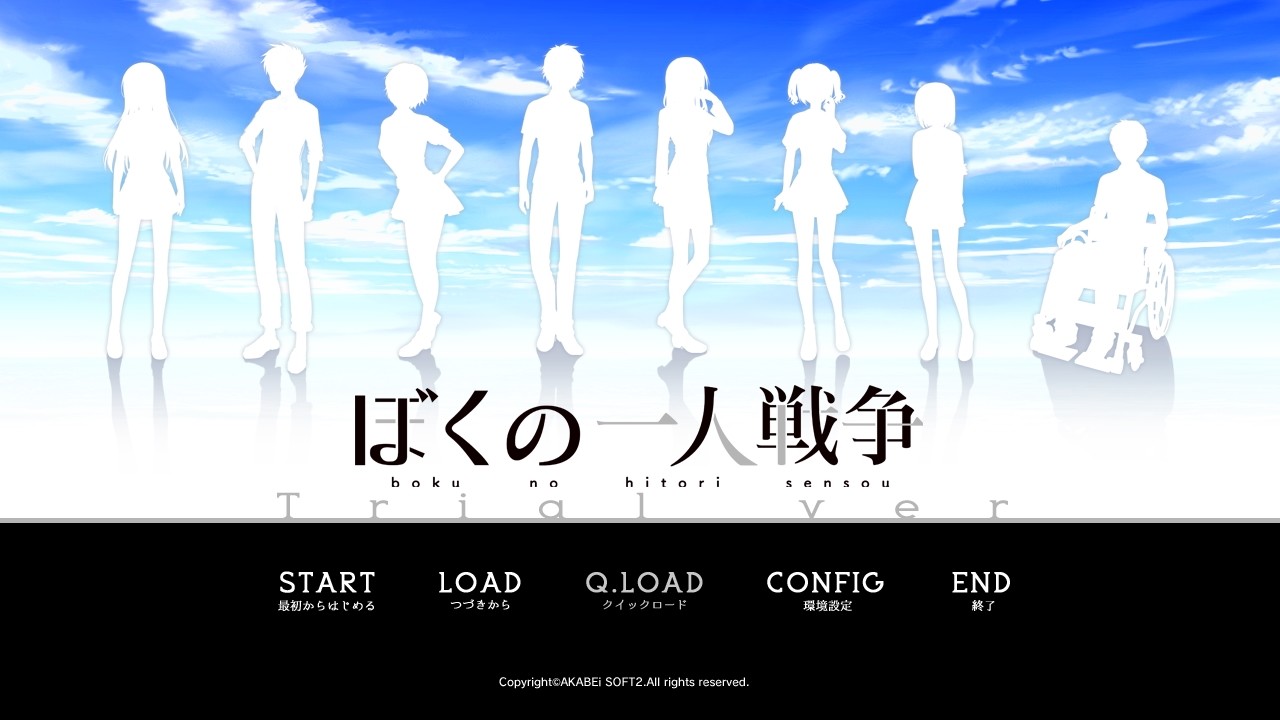 ぼくの一人戦争
boku no hitori sensou
Trial ver
START LOAD Q.LOAD CONFIG END
最初からはじめる つづきから クイックロード 環境設定 終了
Copyright©AKABEi SOFT2.All rights reserved.